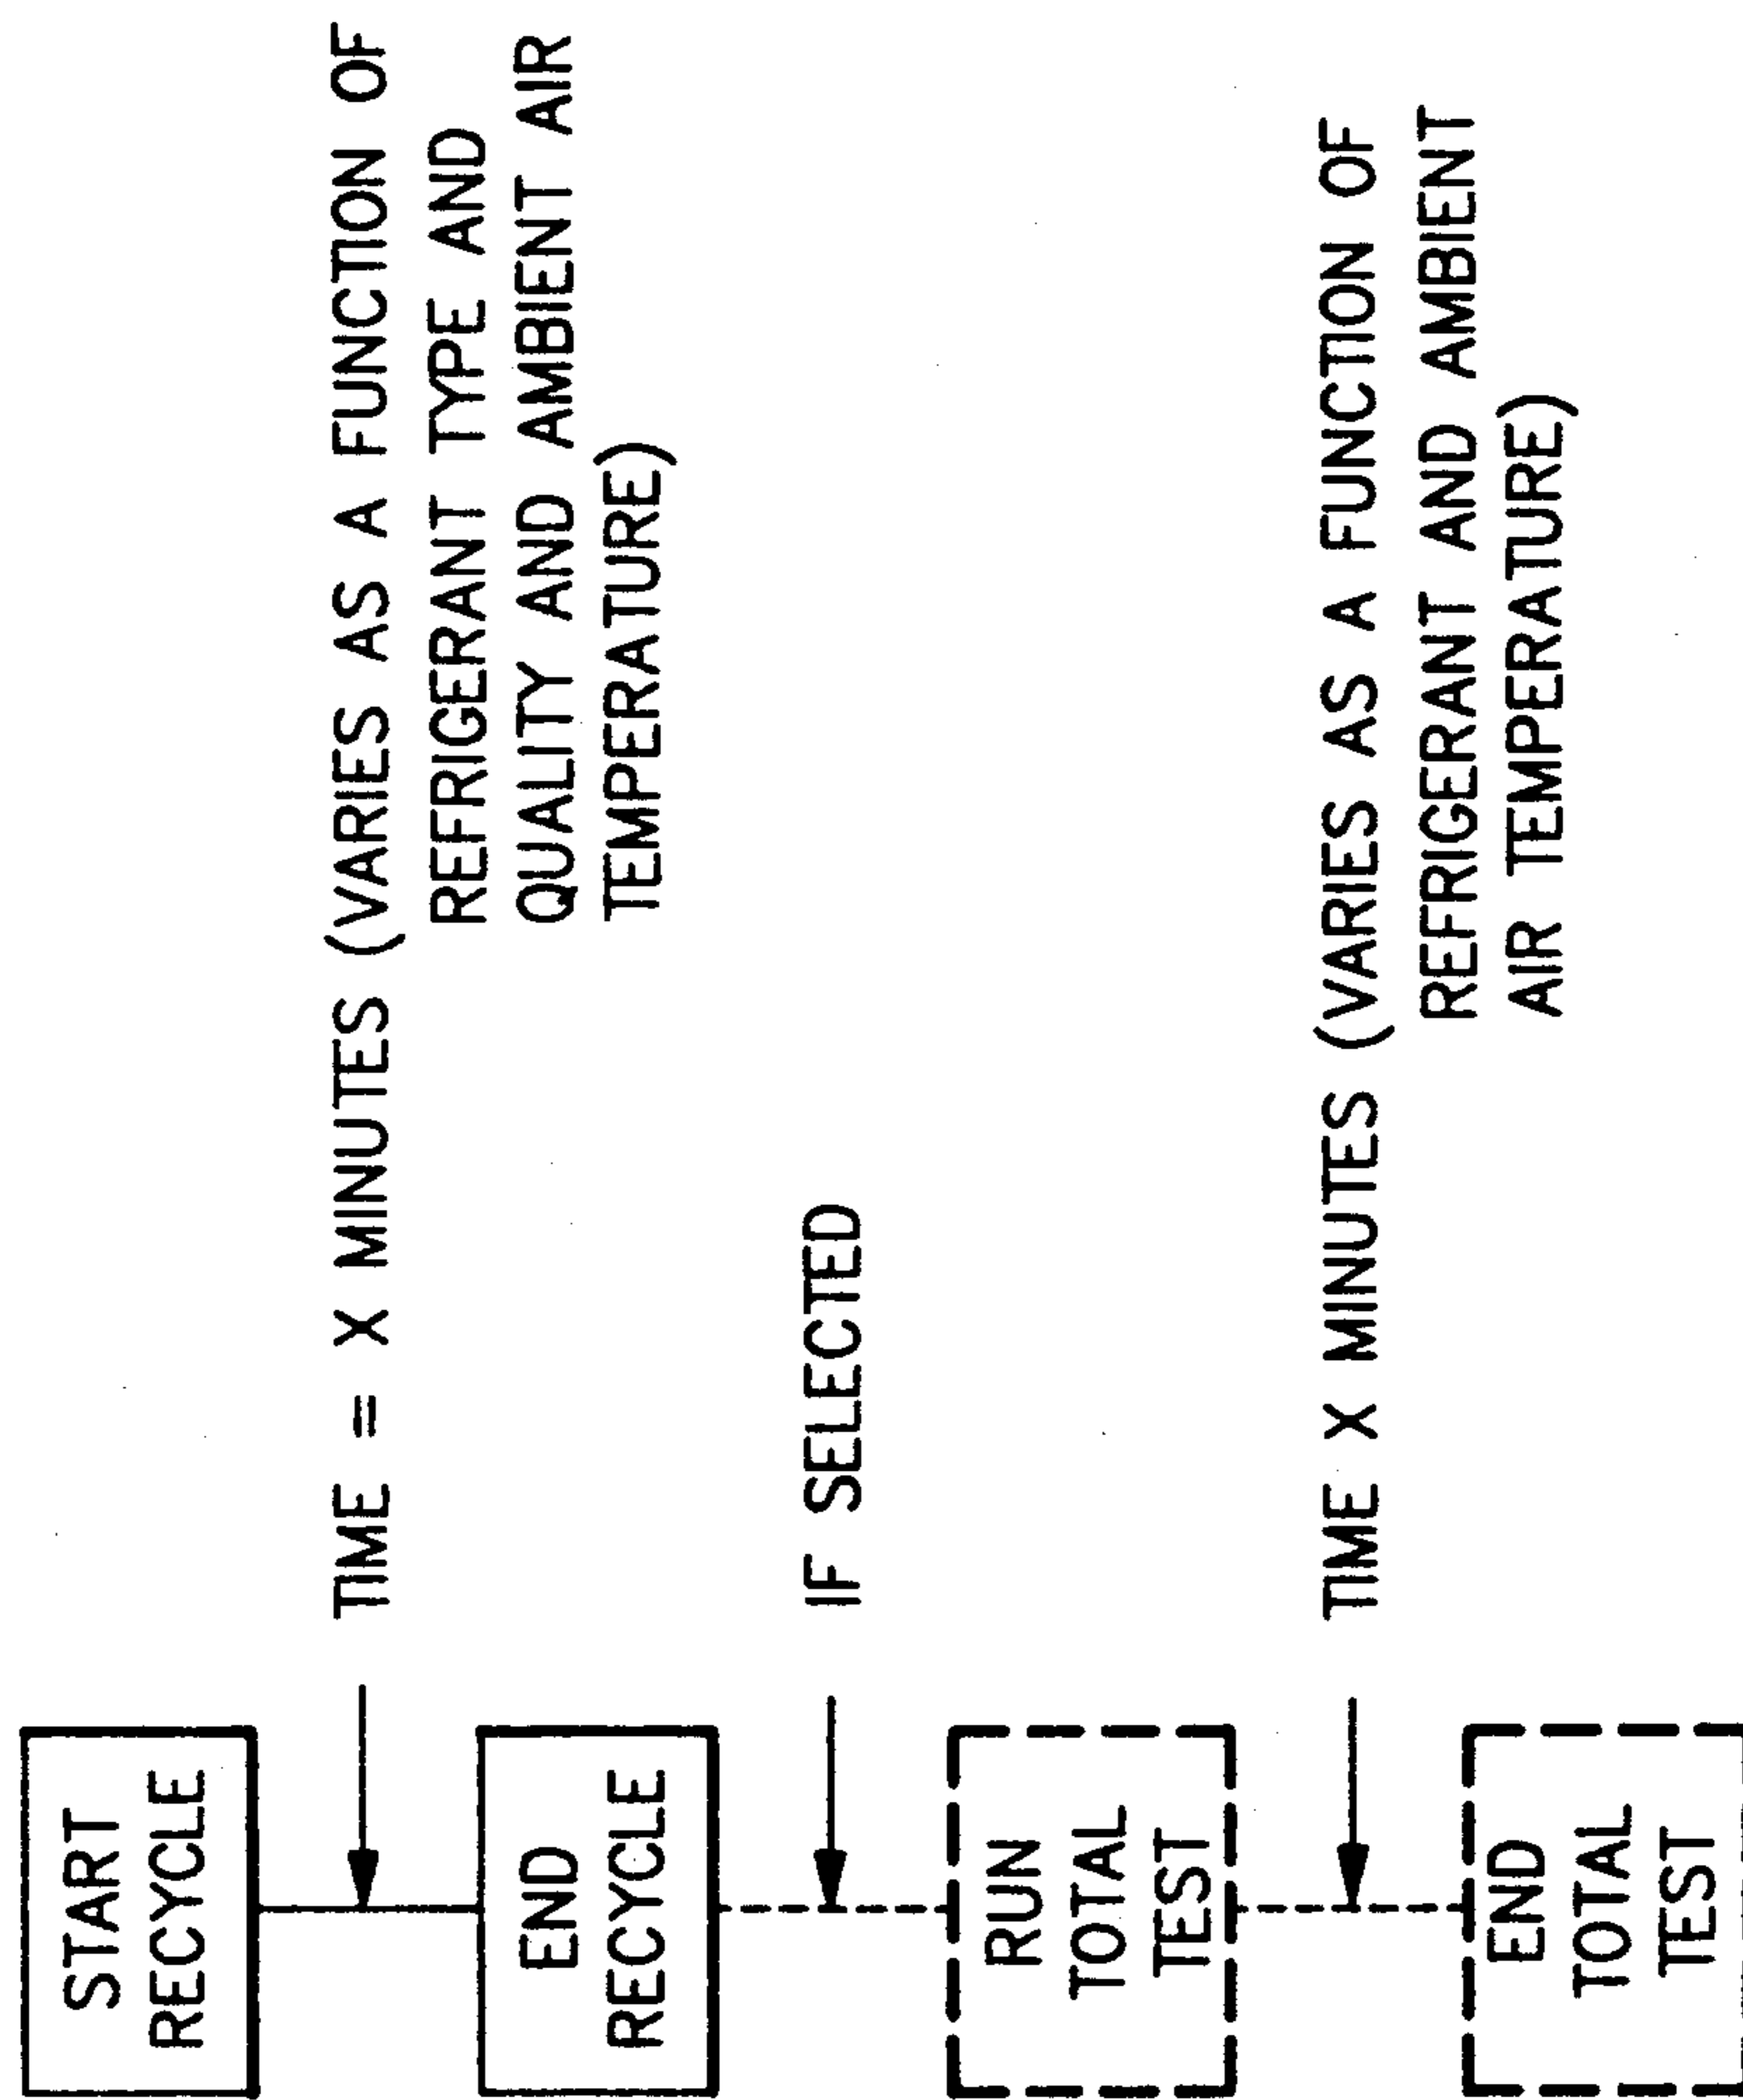 START
RECYCLE
TIME = X MINUTES (VARIES AS A FUNCTION OF
REFRIGERANT TYPE AND
QUALITY AND AMBIENT AIR
TEMPERATURE)
END
RECYCLE
IF SELECTED
RUN
TOTAL
TEST
TIME X MINUTES (VARIES AS A FUNCTION OF
REFRIGERANT AND AMBIENT
AIR TEMPERATURE)
END
TOTAL
TEST